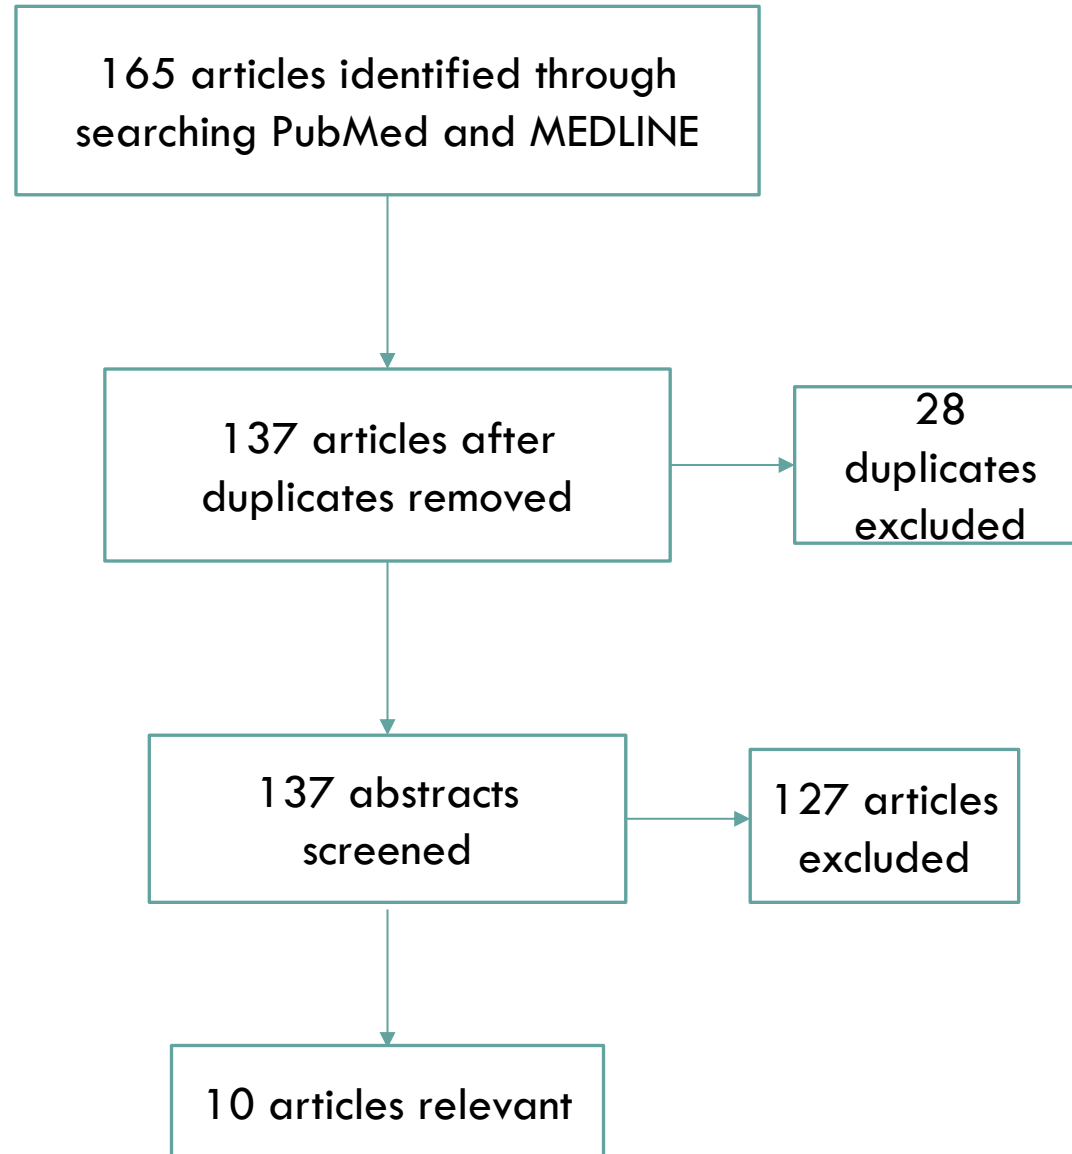 165 articles identified through
searching PubMed and MEDLINE
137 articles after
duplicates removed
28
duplicates
excluded
137 abstracts
screened
127 articles
excluded
10 articles relevant